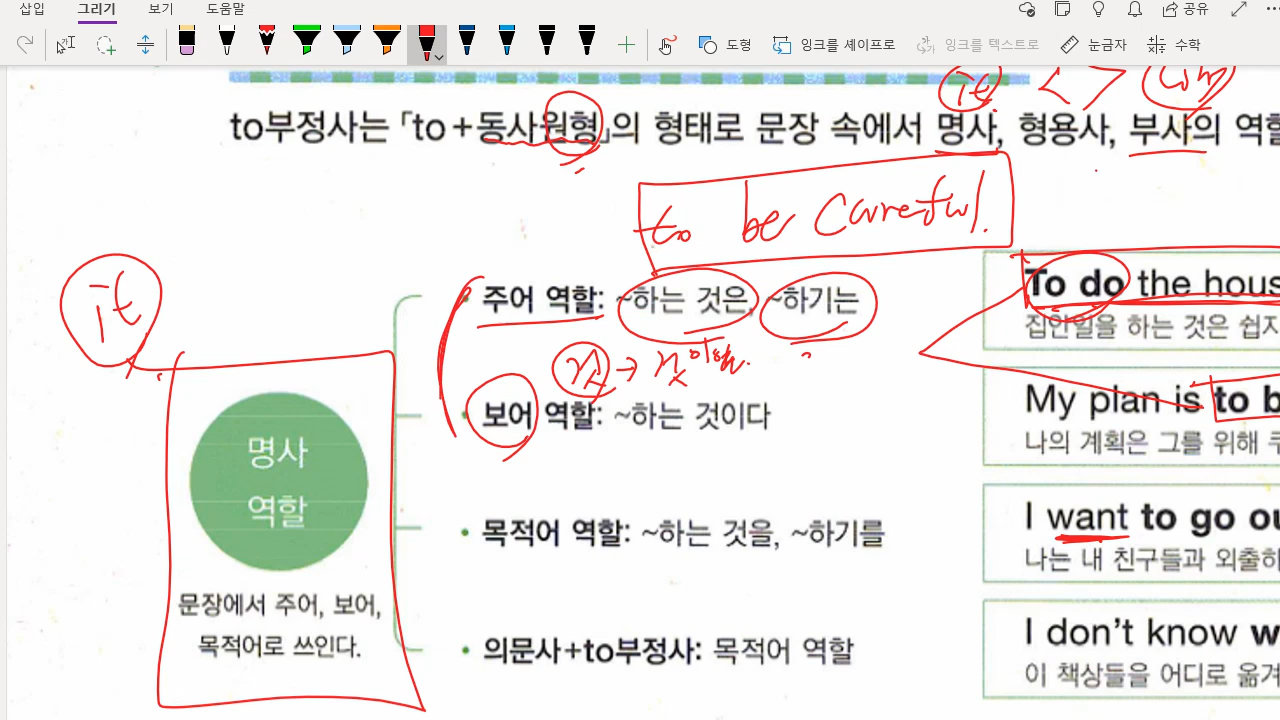 삽입 그리기 보기 도움말
공유
도형 잉크를 셰이프로 잉크를 텍스트로 눈금자 수학
it < >
to부정사는 「to+동사원형」의 형태로 문장 속에서 명사, 형용사, 부사의 역할
to be careful.
it
명사
역할
문장에서 주어, 보어,
목적어로 쓰인다.
• 주어 역할: ~하는 것은, ~하기는
것 → 것이다.
• 보어 역할: ~하는 것이다
• 목적어 역할: ~하는 것을, ~하기를
• 의문사+to부정사: 목적어 역할
To do the hous
집안일을 하는 것은 쉽지
My plan is to b
나의 계획은 그를 위해
I want to go ou
나는 내 친구들과 외출하
I don't know w
이 책상들을 어디로 옮겨